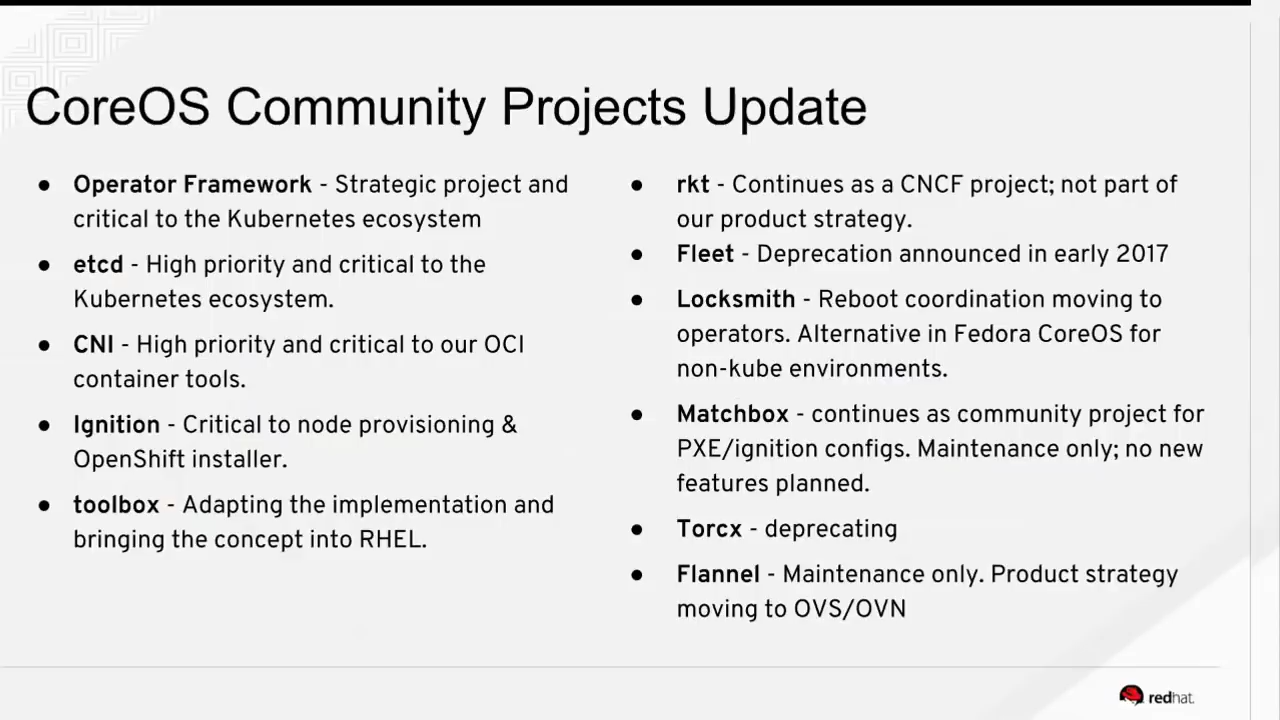 CoreOS Community Projects Update
● Operator Framework - Strategic project and
critical to the Kubernetes ecosystem
● etcd - High priority and critical to the
Kubernetes ecosystem.
● CNI - High priority and critical to our OCI
container tools.
● Ignition - Critical to node provisioning &
OpenShift installer.
● toolbox - Adapting the implementation and
bringing the concept into RHEL.
● rkt - Continues as a CNCF project; not part of
our product strategy.
● Fleet - Deprecation announced in early 2017
● Locksmith - Reboot coordination moving to
operators. Alternative in Fedora CoreOS for
non-kube environments.
● Matchbox - continues as community project for
PXE/ignition configs. Maintenance only; no new
features planned.
● Torcx - deprecating
● Flannel - Maintenance only. Product strategy
moving to OVS/OVN
redhat.